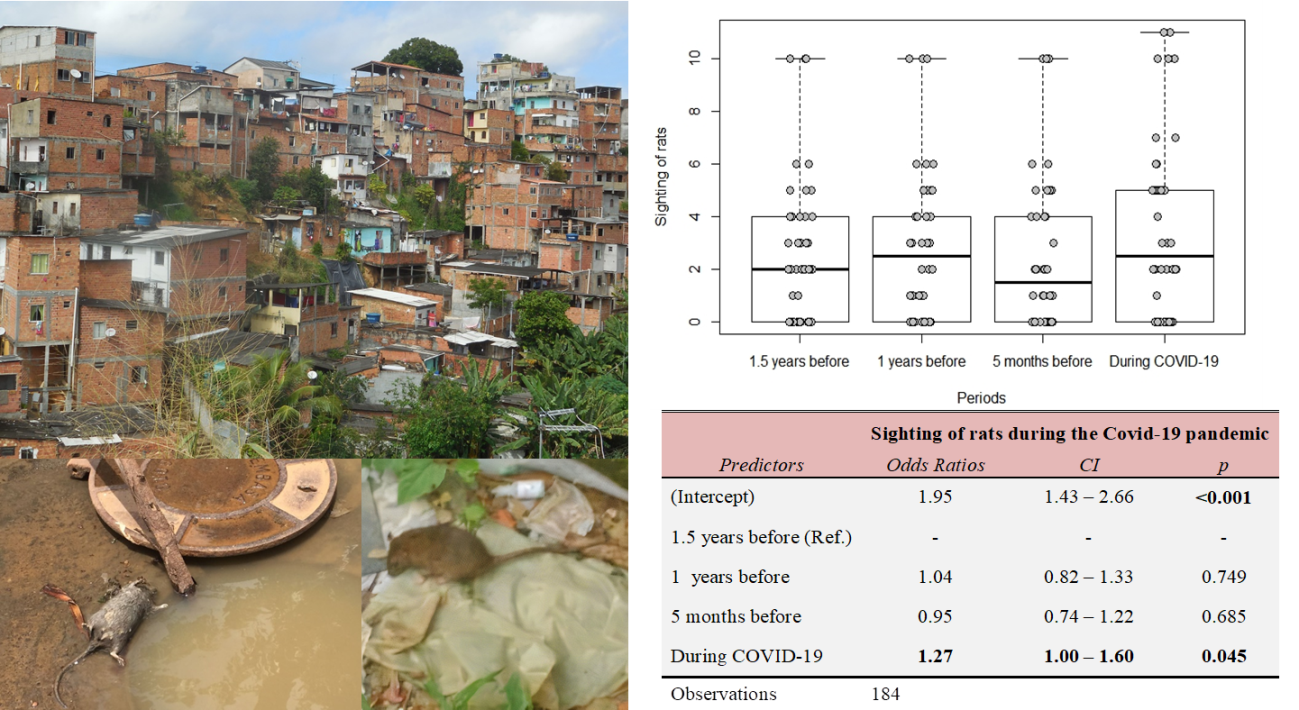 EMBASA
10
8
6
4
2
0
Sighting of rats
1.5 years before
1 years before
5 months before
During COVID-19
Periods
Sighting of rats during the Covid-19 pandemic
Predictors Odds Ratios CI p
(Intercept) 1.95 1.43 – 2.66 <0.001
1.5 years before (Ref.) - - -
1 years before 1.04 0.82 – 1.33 0.749
5 months before 0.95 0.74 – 1.22 0.685
During COVID-19 1.27 1.00 – 1.60 0.045
Observations 184